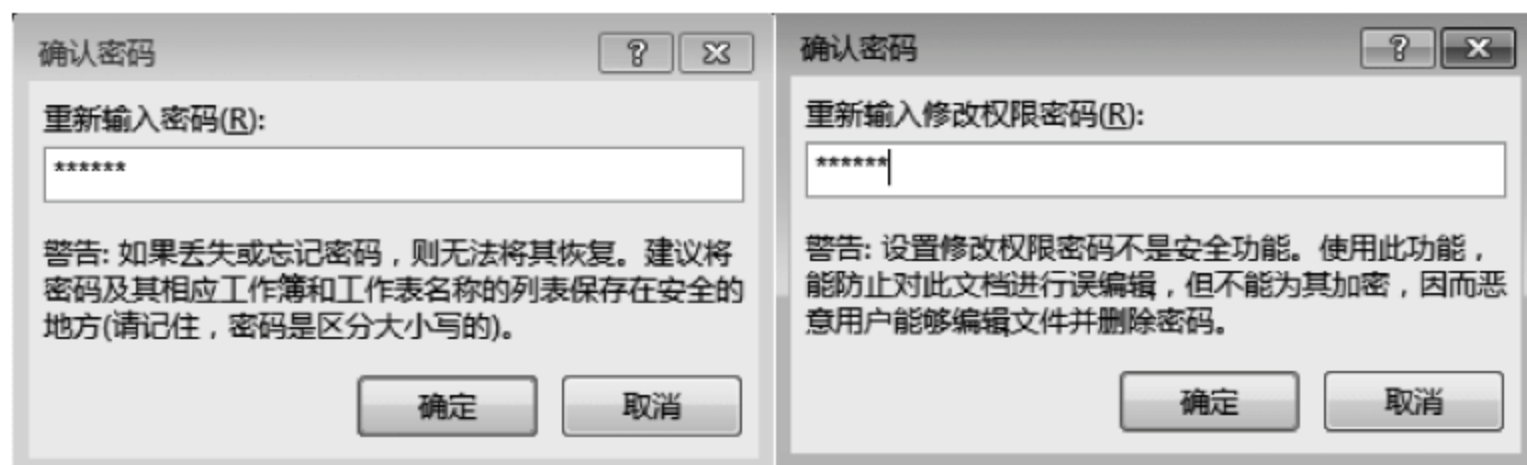 确认密码
重新输入密码(R):
******
警告: 如果丢失或忘记密码，则无法将其恢复。建议将
密码及其相应工作簿和工作表名称的列表保存在安全的
地方(请记住，密码是区分大小写的)。
确定
取消
确认密码
重新输入修改权限密码(R):
******
警告: 设置修改权限密码不是安全功能。使用此功能，
能防止对此文档进行误编辑，但不能为其加密，因而恶
意用户能够编辑文件并删除密码。
确定
取消